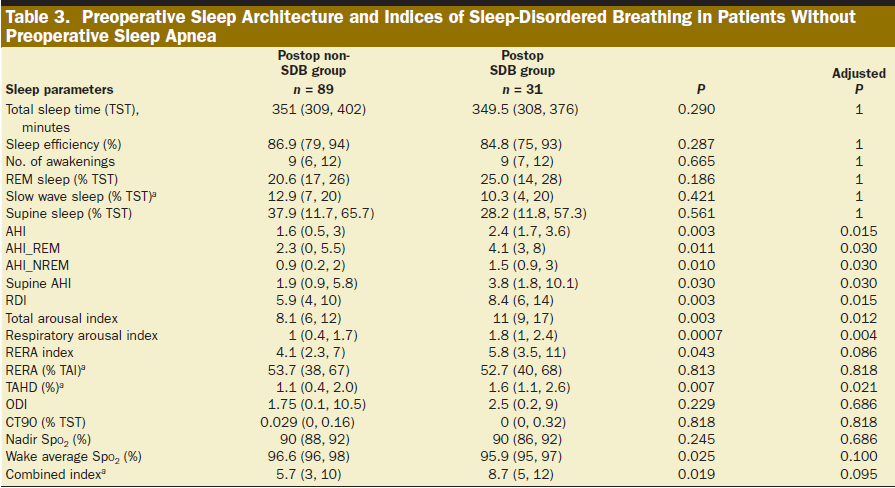 Table 3. Preoperative Sleep Architecture and Indices of Sleep-Disordered Breathing in Patients Without
Preoperative Sleep Apnea
Sleep parameters Postop non-SDB group n = 89 Postop SDB group n = 31 P Adjusted P
Total sleep time (TST), minutes 351 (309, 402) 349.5 (308, 376) 0.290 1
Sleep efficiency (%) 86.9 (79, 94) 84.8 (75, 93) 0.287 1
No. of awakenings 9 (6, 12) 9 (7, 12) 0.665 1
REM sleep (% TST) 20.6 (17, 26) 25.0 (14, 28) 0.186 1
Slow wave sleep (% TST)ᵃ 12.9 (7, 20) 10.3 (4, 20) 0.421 1
Supine sleep (% TST) 37.9 (11.7, 65.7) 28.2 (11.8, 57.3) 0.561 1
AHI 1.6 (0.5, 3) 2.4 (1.7, 3.6) 0.003 0.015
AHI_REM 2.3 (0, 5.5) 4.1 (3, 8) 0.011 0.030
AHI_NREM 0.9 (0.2, 2) 1.5 (0.9, 3) 0.010 0.030
Supine AHI 1.9 (0.9, 5.8) 3.8 (1.8, 10.1) 0.030 0.030
RDI 5.9 (4, 10) 8.4 (6, 14) 0.003 0.015
Total arousal index 8.1 (6, 12) 11 (9, 17) 0.003 0.012
Respiratory arousal index 1 (0.4, 1.7) 1.8 (1, 2.4) 0.0007 0.004
RERA index 4.1 (2.3, 7) 5.8 (3.5, 11) 0.043 0.086
RERA (% TAI)ᵃ 53.7 (38, 67) 52.7 (40, 68) 0.813 0.818
TAHD (%)ᵃ 1.1 (0.4, 2.0) 1.6 (1.1, 2.6) 0.007 0.021
ODI 1.75 (0.1, 10.5) 2.5 (0.2, 9) 0.229 0.686
CT90 (% TST) 0.029 (0, 0.16) 0 (0, 0.32) 0.818 0.818
Nadir Spo₂ (%) 90 (88, 92) 90 (86, 92) 0.245 0.686
Wake average Spo₂ (%) 96.6 (96, 98) 95.9 (95, 97) 0.025 0.100
Combined indexᵃ 5.7 (3, 10) 8.7 (5, 12) 0.019 0.095